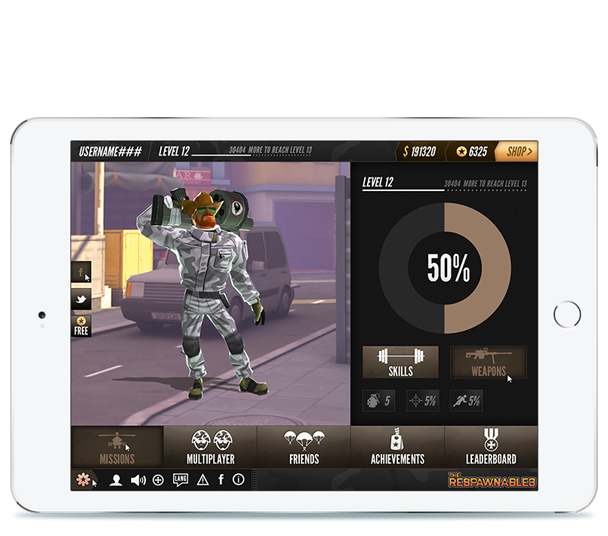 USERNAME### LEVEL 12 30404 MORE TO REACH LEVEL 13 $ 191320 6325 SHOP >
LEVEL 12 30404 MORE TO REACH LEVEL 13
50%
f
FREE
SKILLS WEAPONS
5 5% 5%
MISSIONS MULTIPLAYER FRIENDS ACHIEVEMENTS LEADERBOARD
LANG f
RESPAWNABLES